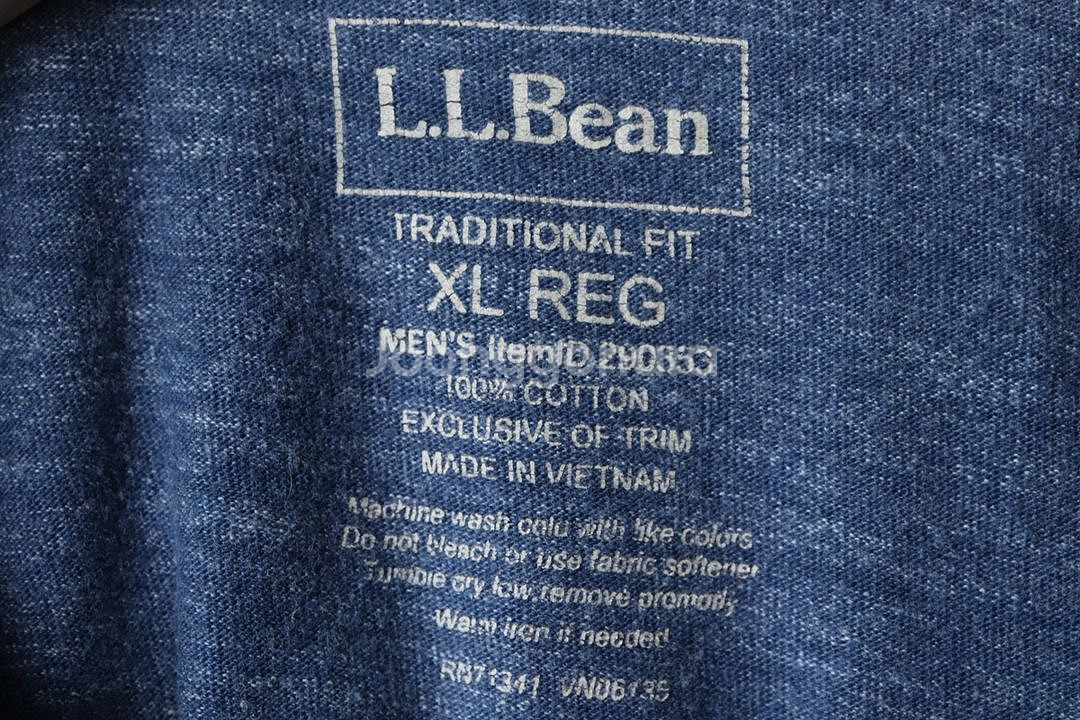 L.L.Bean
TRADITIONAL FIT
XL REG
MEN'S ItemID
100% COTTON
EXCLUSIVE OF TRIM
MADE IN VIETNAM
Machine wash cold with like colors
Do not bleach or use fabric softener
Tumble dry low, remove promptly
Warm iron if needed
RN71341 VN06135